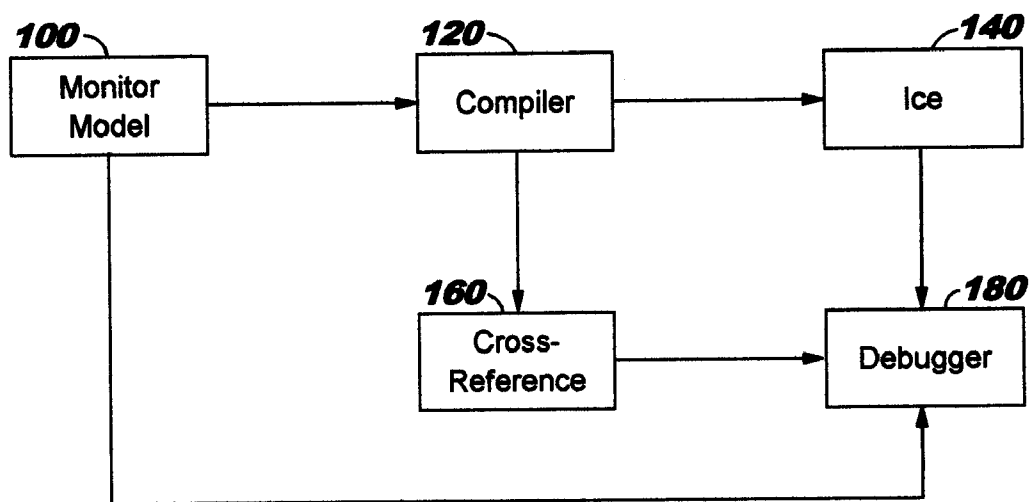 100
Monitor
Model
120
Compiler
140
Ice
160
Cross-
Reference
180
Debugger